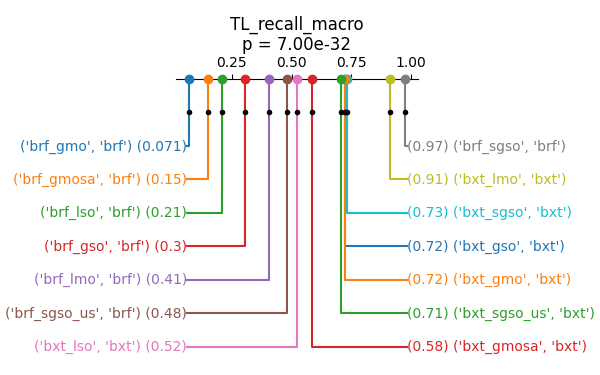 TL_recall_macro
p = 7.00e-32
0.25 0.50 0.75 1.00
('brf_gmo', 'brf') (0.071) (0.97) ('brf_sgso', 'brf')
('brf_gmosa', 'brf') (0.15) (0.91) ('bxt_lmo', 'bxt')
('brf_lso', 'brf') (0.21) (0.73) ('bxt_sgso', 'bxt')
('brf_gso', 'brf') (0.3) (0.72) ('bxt_gso', 'bxt')
('brf_lmo', 'brf') (0.41) (0.72) ('bxt_gmo', 'bxt')
('brf_sgso_us', 'brf') (0.48) (0.71) ('bxt_sgso_us', 'bxt')
('bxt_lso', 'bxt') (0.52) (0.58) ('bxt_gmosa', 'bxt')